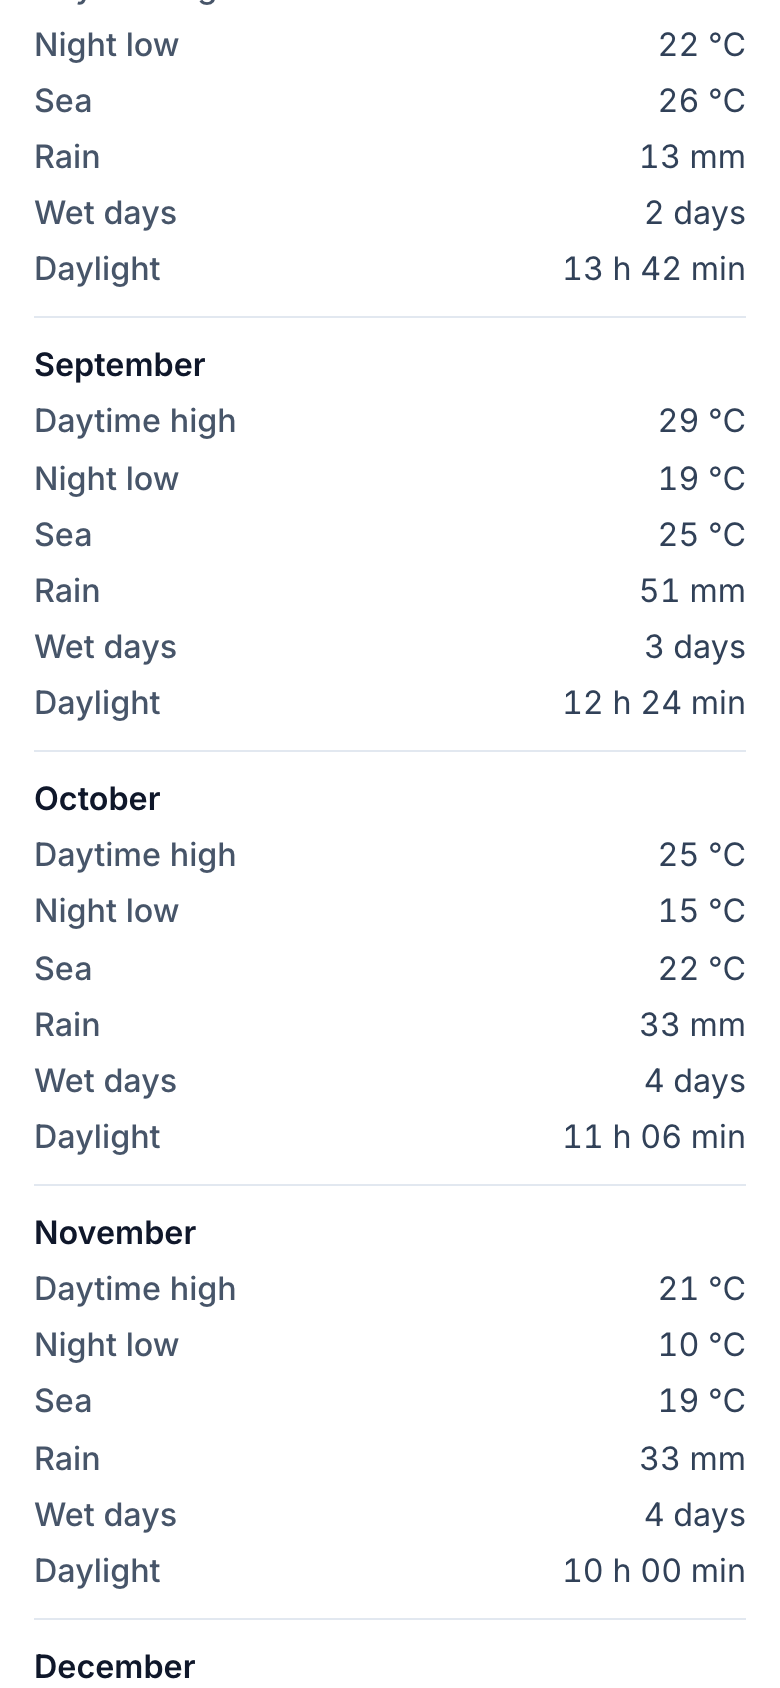 Night low 22 °C
Sea 26 °C
Rain 13 mm
Wet days 2 days
Daylight 13 h 42 min
September
Daytime high 29 °C
Night low 19 °C
Sea 25 °C
Rain 51 mm
Wet days 3 days
Daylight 12 h 24 min
October
Daytime high 25 °C
Night low 15 °C
Sea 22 °C
Rain 33 mm
Wet days 4 days
Daylight 11 h 06 min
November
Daytime high 21 °C
Night low 10 °C
Sea 19 °C
Rain 33 mm
Wet days 4 days
Daylight 10 h 00 min
December